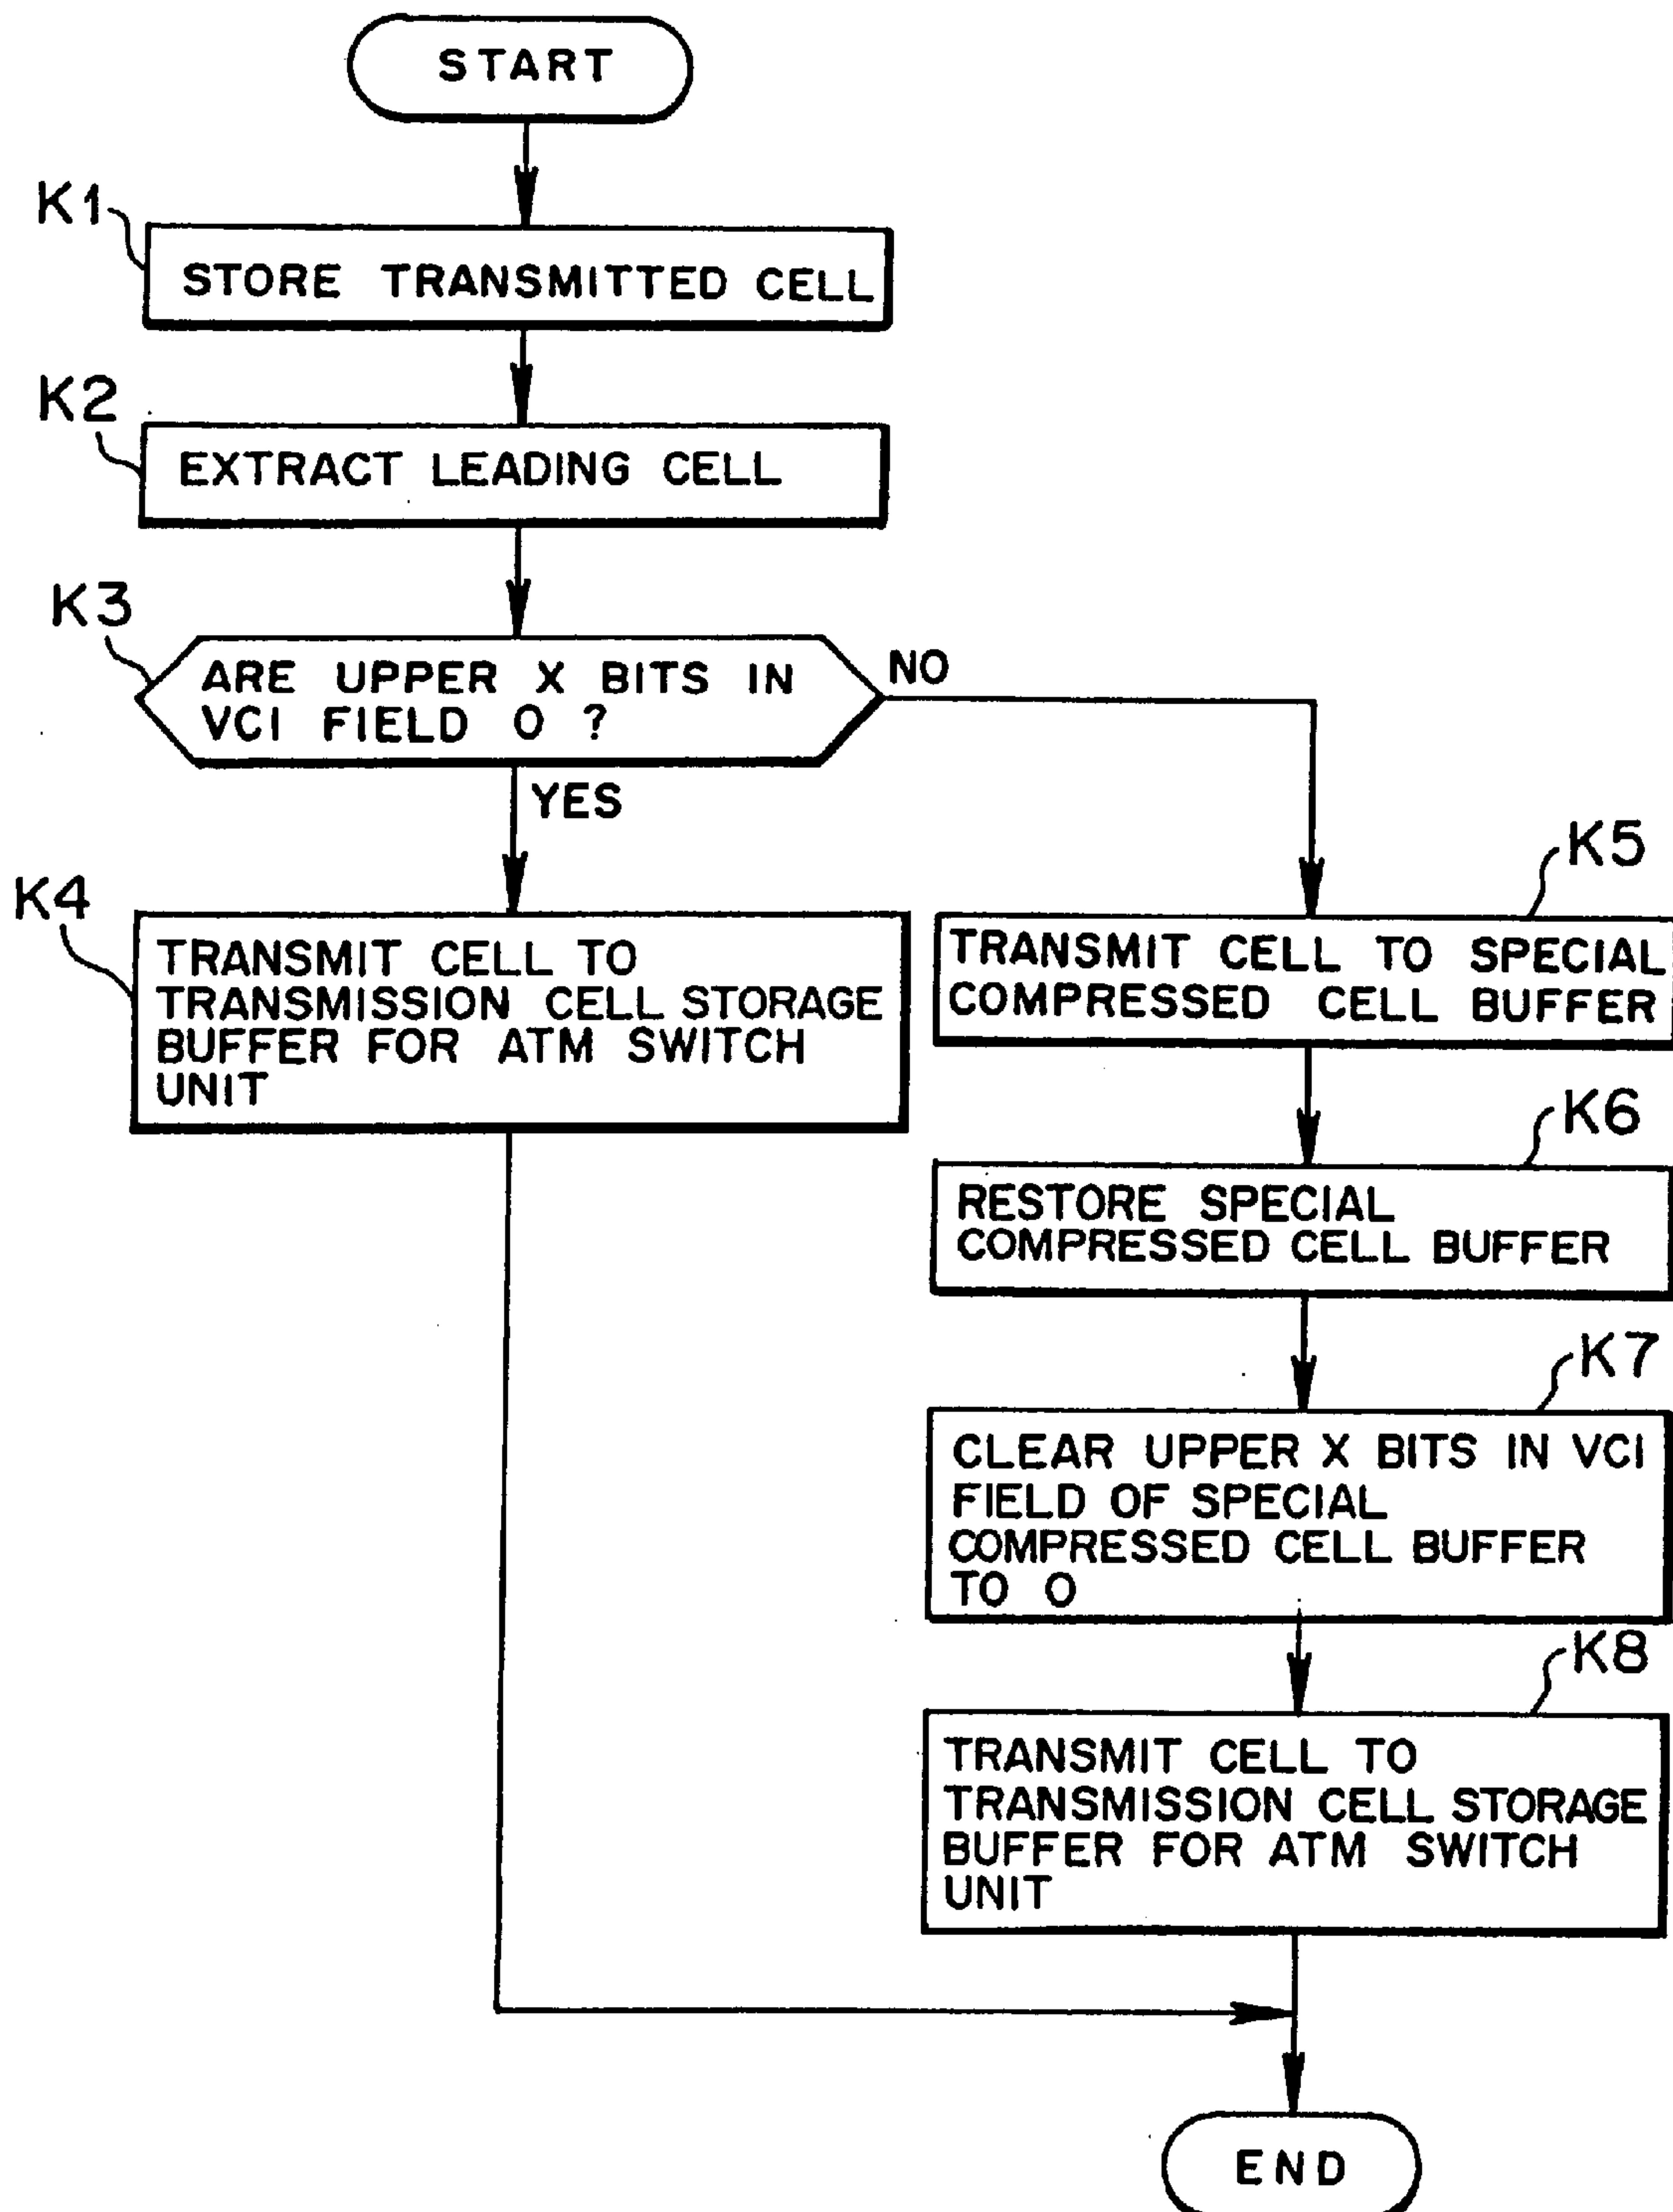 START
K1
STORE TRANSMITTED CELL
K2
EXTRACT LEADING CELL
K3
ARE UPPER X BITS IN
VCI FIELD 0 ?
NO
YES
K4
TRANSMIT CELL TO
TRANSMISSION CELL STORAGE
BUFFER FOR ATM SWITCH
UNIT
K5
TRANSMIT CELL TO SPECIAL
COMPRESSED CELL BUFFER
K6
RESTORE SPECIAL
COMPRESSED CELL BUFFER
K7
CLEAR UPPER X BITS IN VCI
FIELD OF SPECIAL
COMPRESSED CELL BUFFER
TO 0
K8
TRANSMIT CELL TO
TRANSMISSION CELL STORAGE
BUFFER FOR ATM SWITCH
UNIT
END